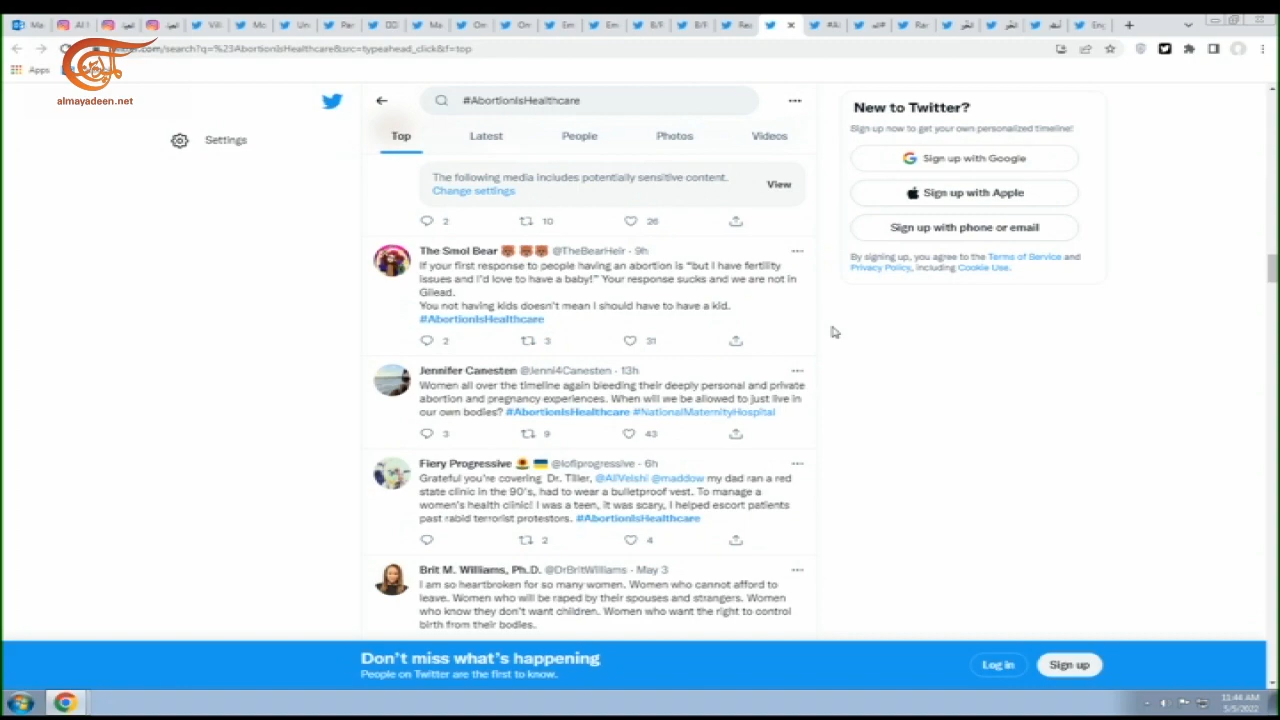 almayadeen.net
.com/search?q=%23AbortionIsHealthcare&src=typeahead_click&f=top
Apps
#AbortionIsHealthcare
Settings
Top
Latest
People
Photos
Videos
The following media includes potentially sensitive content.
Change settings
View
2
10
26
The Smol Bear 🐻🐻🐻 @TheBearHeir · 9h
If your first response to people having an abortion is "but I have fertility
issues and I'd love to have a baby!" Your response sucks and we are not in
Gilead.
You not having kids doesn't mean I should have to have a kid.
#AbortionIsHealthcare
2
3
31
Jennifer Canesten @Jenni4Canesten · 13h
Women all over the timeline again bleeding their deeply personal and private
abortion and pregnancy experiences. When will we be allowed to just live in
our own bodies? #AbortionIsHealthcare #NationalMaternityHospital
3
9
43
Fiery Progressive 🌻🇺🇦 @lofiprogressive · 6h
Grateful you're covering Dr. Tiller, @AliVelshi @maddow my dad ran a red
state clinic in the 90's, had to wear a bulletproof vest. To manage a
women's health clinic! I was a teen, it was scary, I helped escort patients
past rabid terrorist protestors. #AbortionIsHealthcare
2
4
Brit M. Williams, Ph.D. @DrBritWilliams · May 3
I am so heartbroken for so many women. Women who cannot afford to
leave. Women who will be raped by their spouses and strangers. Women
who know they don't want children. Women who want the right to control
birth from their bodies.
New to Twitter?
Sign up now to get your own personalized timeline!
Sign up with Google
Sign up with Apple
Sign up with phone or email
By signing up, you agree to the Terms of Service and
Privacy Policy, including Cookie Use.
Don't miss what's happening
People on Twitter are the first to know.
Log in
Sign up
11:44 AM
5/5/2022